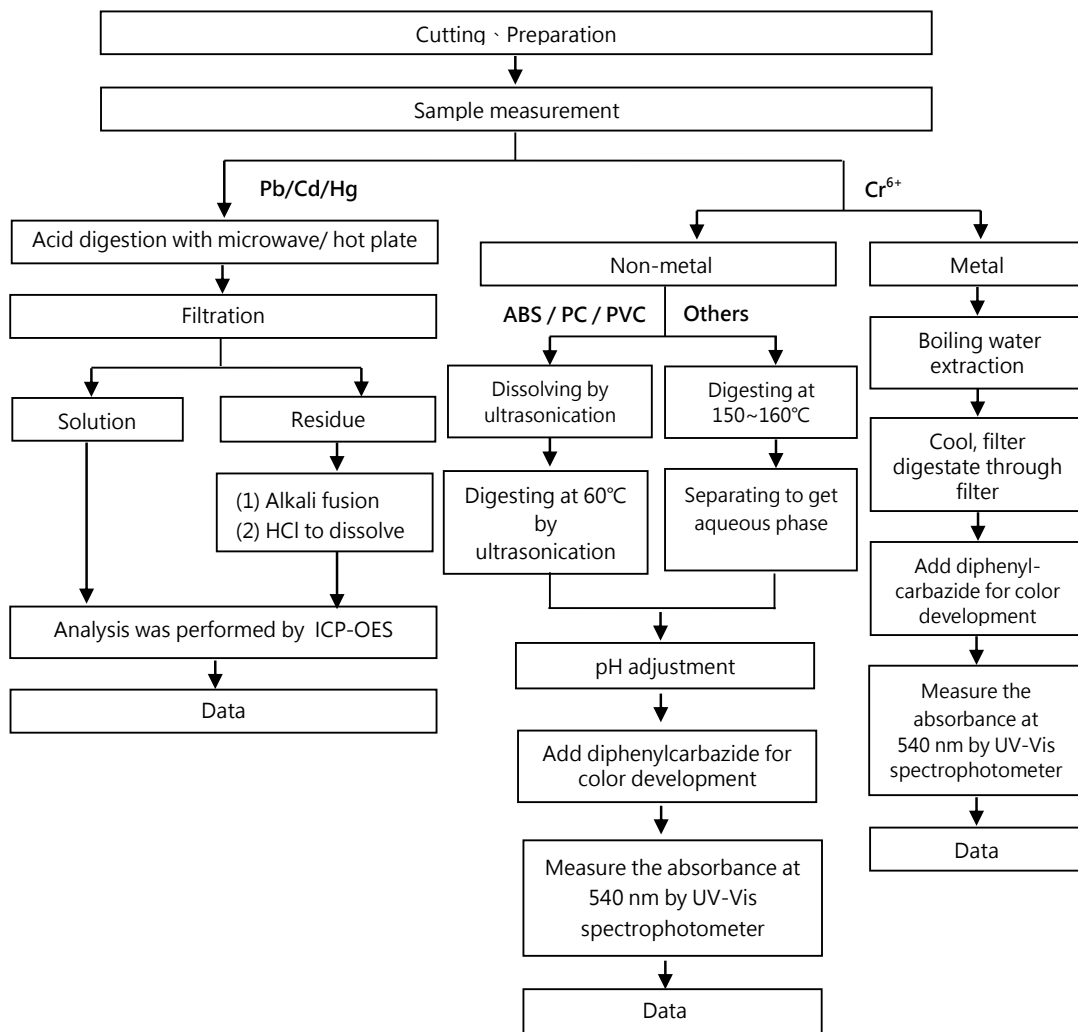 Cutting、Preparation
Sample measurement
Pb/Cd/Hg
Acid digestion with microwave/ hot plate
Filtration
Solution
Residue
(1) Alkali fusion
(2) HCl to dissolve
Analysis was performed by ICP-OES
Data
Cr⁶⁺
Non-metal
ABS / PC / PVC
Others
Dissolving by
ultrasonication
Digesting at 60℃
by
ultrasonication
Digesting at
150~160℃
Separating to get
aqueous phase
pH adjustment
Add diphenylcarbazide for
color development
Measure the absorbance at
540 nm by UV-Vis
spectrophotometer
Data
Metal
Boiling water
extraction
Cool, filter
digestate through
filter
Add diphenyl-
carbazide for color
development
Measure the
absorbance at
540 nm by UV-Vis
spectrophotometer
Data